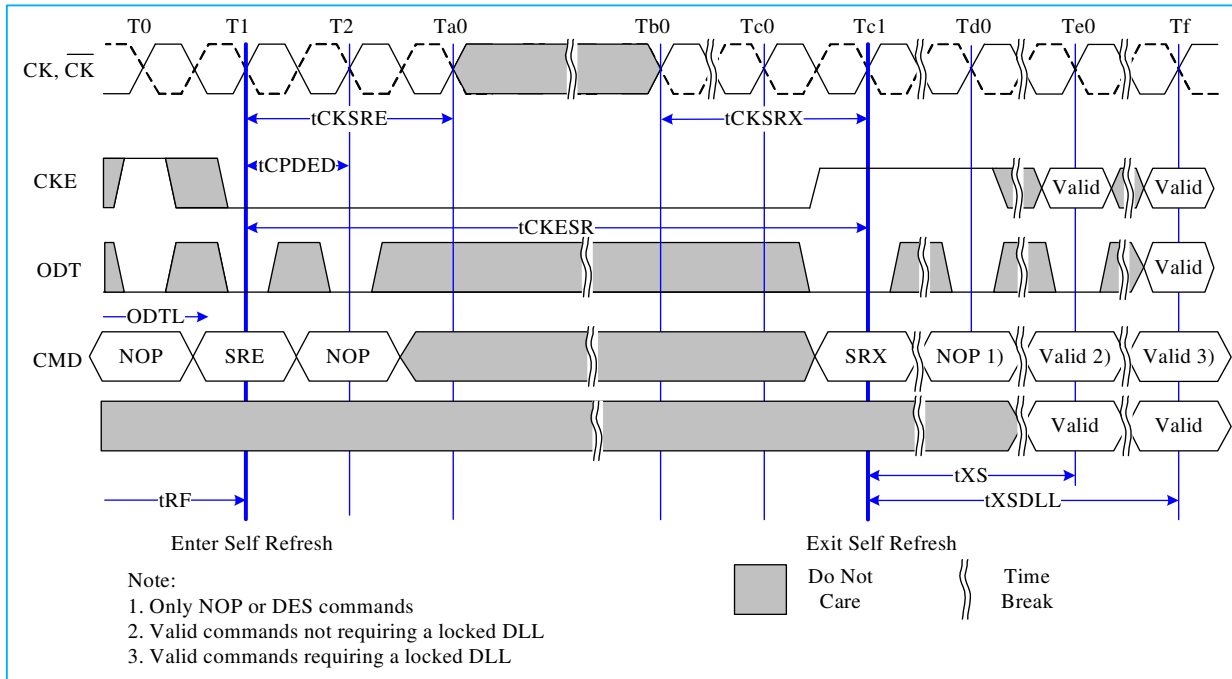 T0 T1 T2 Ta0 Tb0 Tc0 Tc1 Td0 Te0 Tf
CK, CK
tCKSRE tCKSRX
tCPDED
CKE Valid Valid
tCKESR
ODT Valid
ODTL
CMD NOP SRE NOP SRX NOP 1) Valid 2) Valid 3)
Valid Valid
tXS
tRF tXSDLL
Enter Self Refresh Exit Self Refresh
Do Not Care
Time Break
Note:
1. Only NOP or DES commands
2. Valid commands not requiring a locked DLL
3. Valid commands requiring a locked DLL